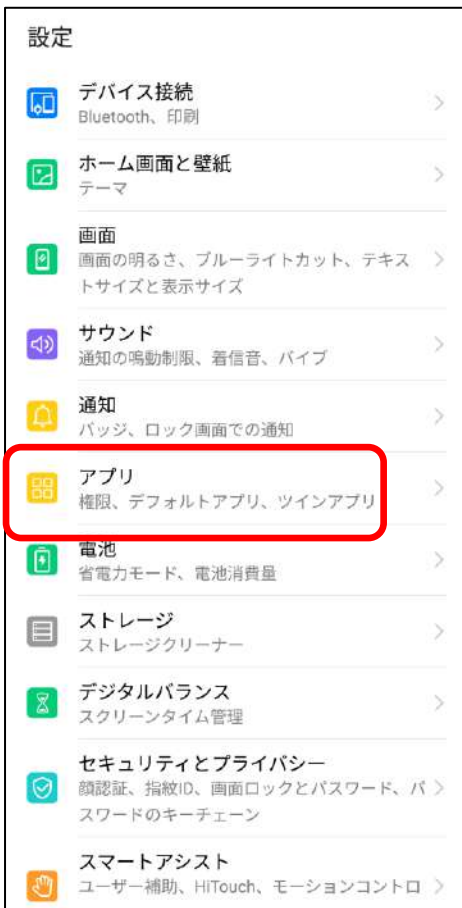 設定
デバイス接続
Bluetooth、印刷
ホーム画面と壁紙
テーマ
画面
画面の明るさ、ブルーライトカット、テキス
トサイズと表示サイズ
サウンド
通知の鳴動制限、着信音、バイブ
通知
バッジ、ロック画面での通知
アプリ
権限、デフォルトアプリ、ツインアプリ
電池
省電力モード、電池消費量
ストレージ
ストレージクリーナー
デジタルバランス
スクリーンタイム管理
セキュリティとプライバシー
顔認証、指紋ID、画面ロックとパスワード、パ
スワードのキーチェーン
スマートアシスト
ユーザー補助、HiTouch、モーションコントロ